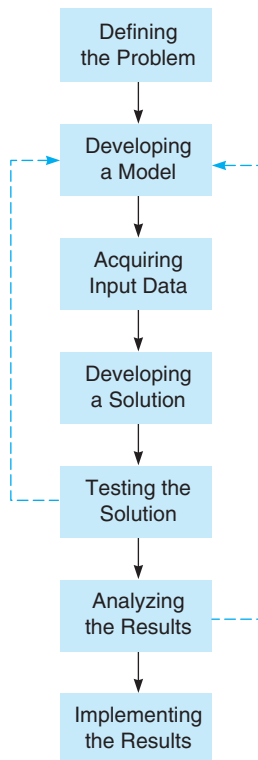 Defining
the Problem
Developing
a Model
Acquiring
Input Data
Developing
a Solution
Testing the
Solution
Analyzing
the Results
Implementing
the Results